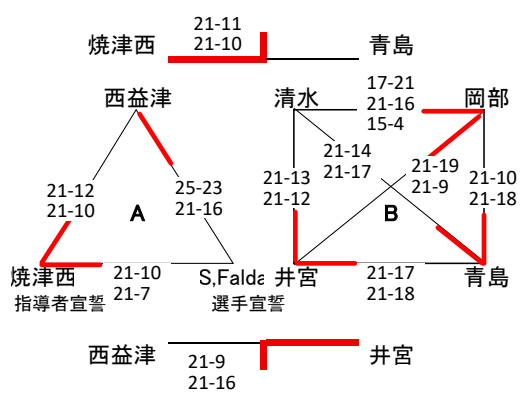 21-11
21-10
焼津西
青島
西益津
清水
17-21
21-16
15-4
岡部
21-12
21-10
A
25-23
21-16
21-14
21-17
21-19
21-9
21-13
21-12
B
21-10
21-18
焼津西
指導者宣誓
21-10
21-7
S,Falda
選手宣誓
井宮
21-17
21-18
青島
西益津
21-9
21-16
井宮